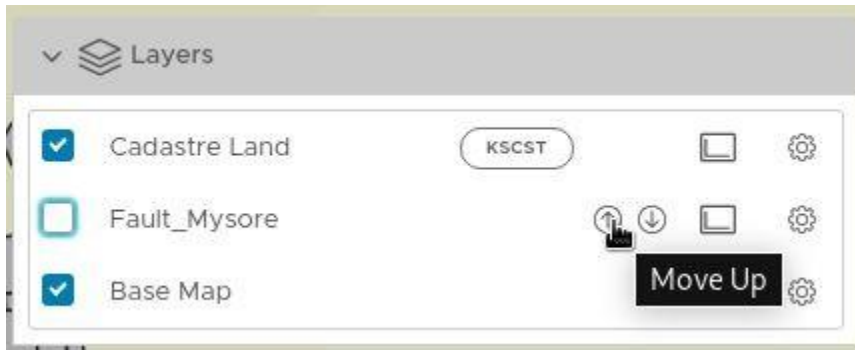 Layers
Cadastre Land KSCST
Fault_Mysore
Move Up
Base Map